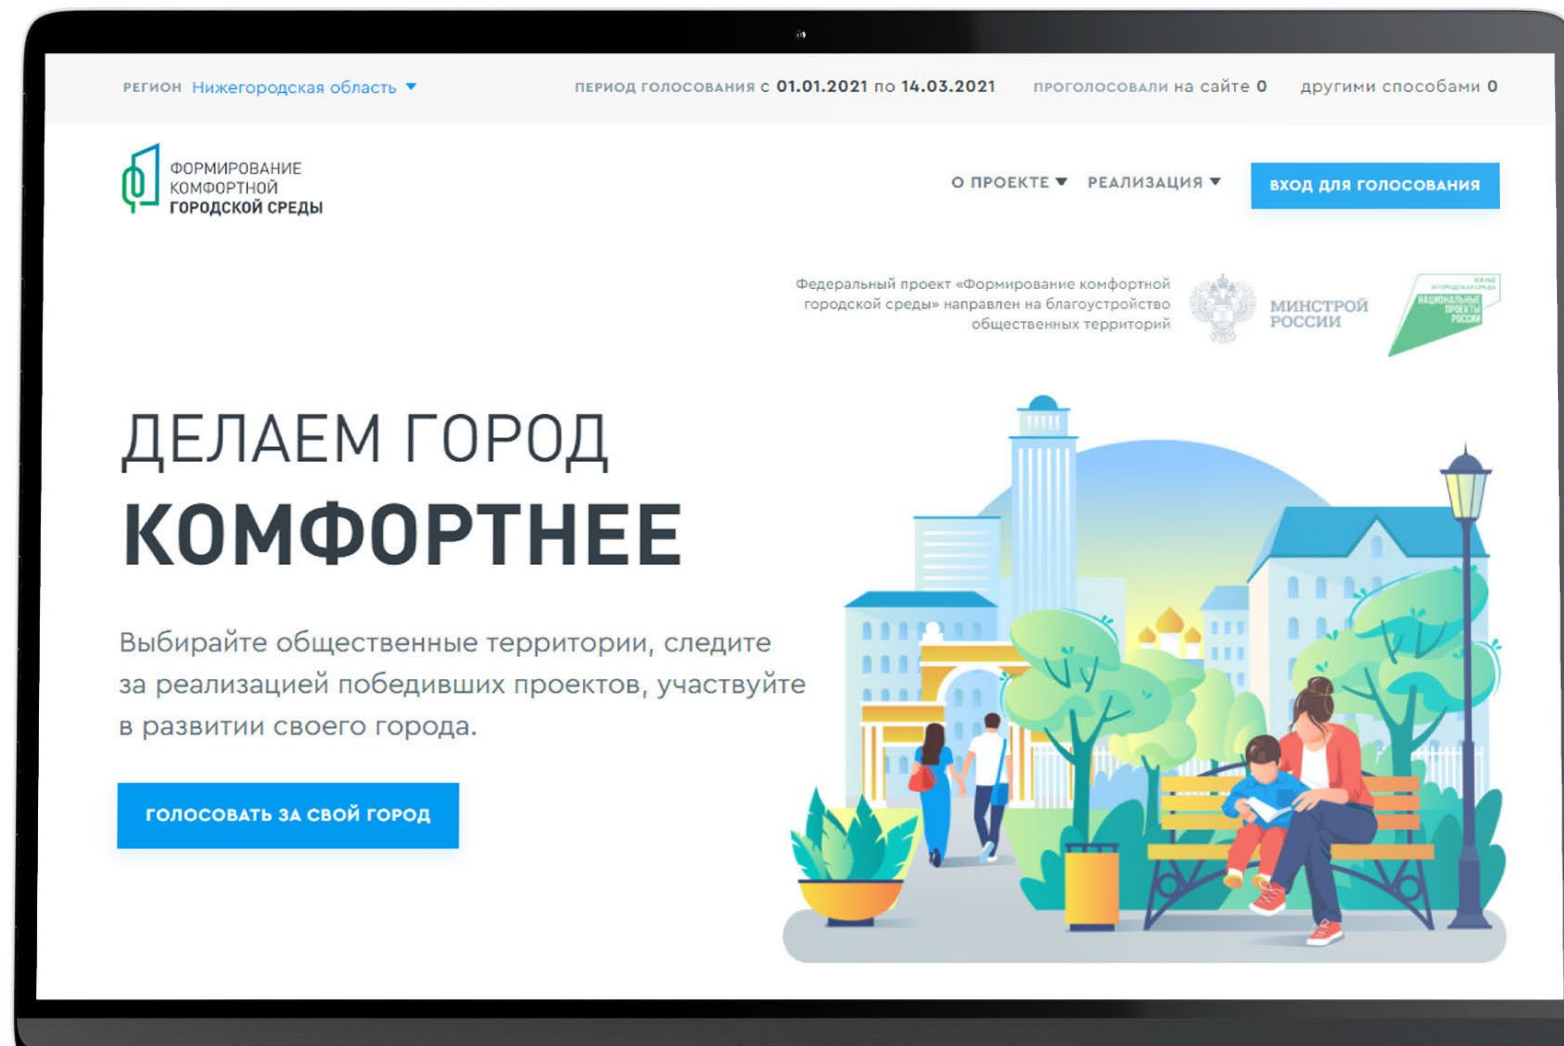 РЕГИОН Нижегородская область ПЕРИОД ГОЛОСОВАНИЯ с 01.01.2021 по 14.03.2021 ПРОГОЛОСОВАЛИ на сайте 0 другими способами 0
ФОРМИРОВАНИЕ
КОМФОРТНОЙ
ГОРОДСКОЙ СРЕДЫ
О ПРОЕКТЕ РЕАЛИЗАЦИЯ ВХОД ДЛЯ ГОЛОСОВАНИЯ
Федеральный проект «Формирование комфортной
городской среды» направлен на благоустройство
общественных территорий
МИНСТРОЙ
РОССИИ
ЖИЛЬЕ
И ГОРОДСКАЯ СРЕДА
НАЦИОНАЛЬНЫЕ
ПРОЕКТЫ
РОССИИ
ДЕЛАЕМ ГОРОД
КОМФОРТНЕЕ
Выбирайте общественные территории, следите
за реализацией победивших проектов, участвуйте
в развитии своего города.
ГОЛОСОВАТЬ ЗА СВОЙ ГОРОД